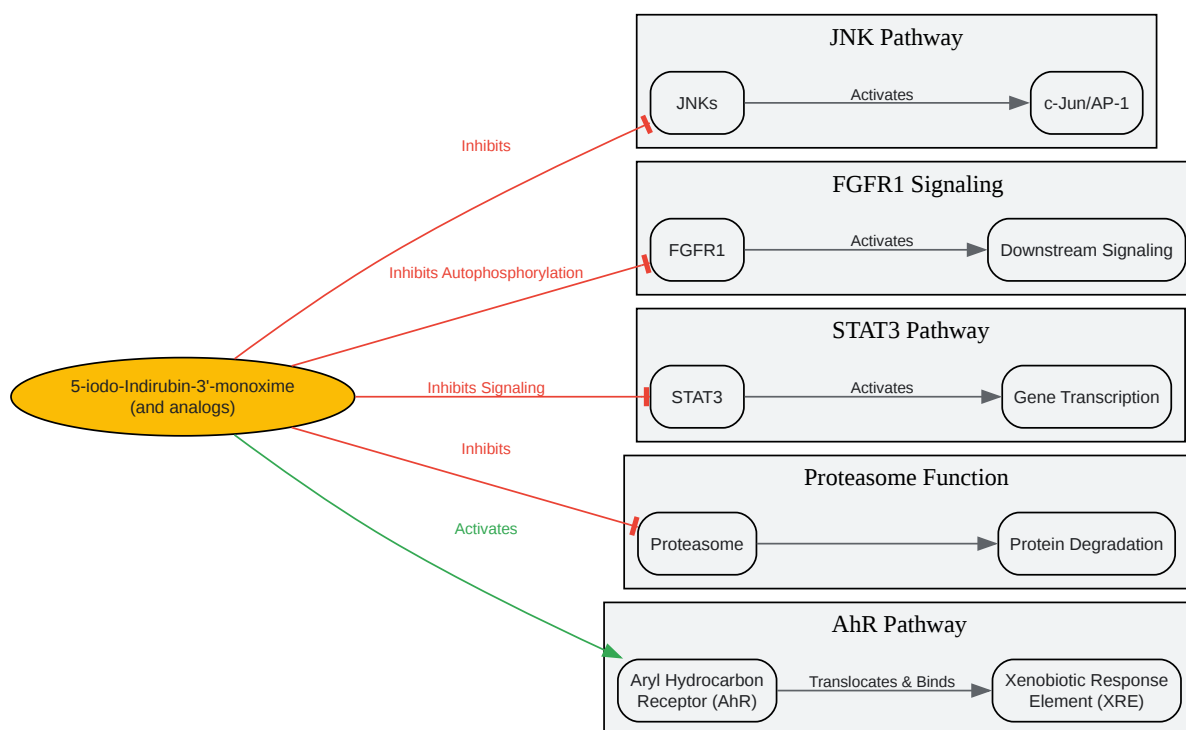 JNK Pathway
JNKs
Activates
c-Jun/AP-1
Inhibits
FGFR1 Signaling
FGFR1
Activates
Downstream Signaling
Inhibits Autophosphorylation
STAT3 Pathway
5-iodo-Indirubin-3'-monoxime
(and analogs)
Inhibits Signaling
STAT3
Activates
Gene Transcription
Inhibits
Proteasome Function
Proteasome
Protein Degradation
Activates
AhR Pathway
Aryl Hydrocarbon
Receptor (AhR)
Translocates & Binds
Xenobiotic Response
Element (XRE)